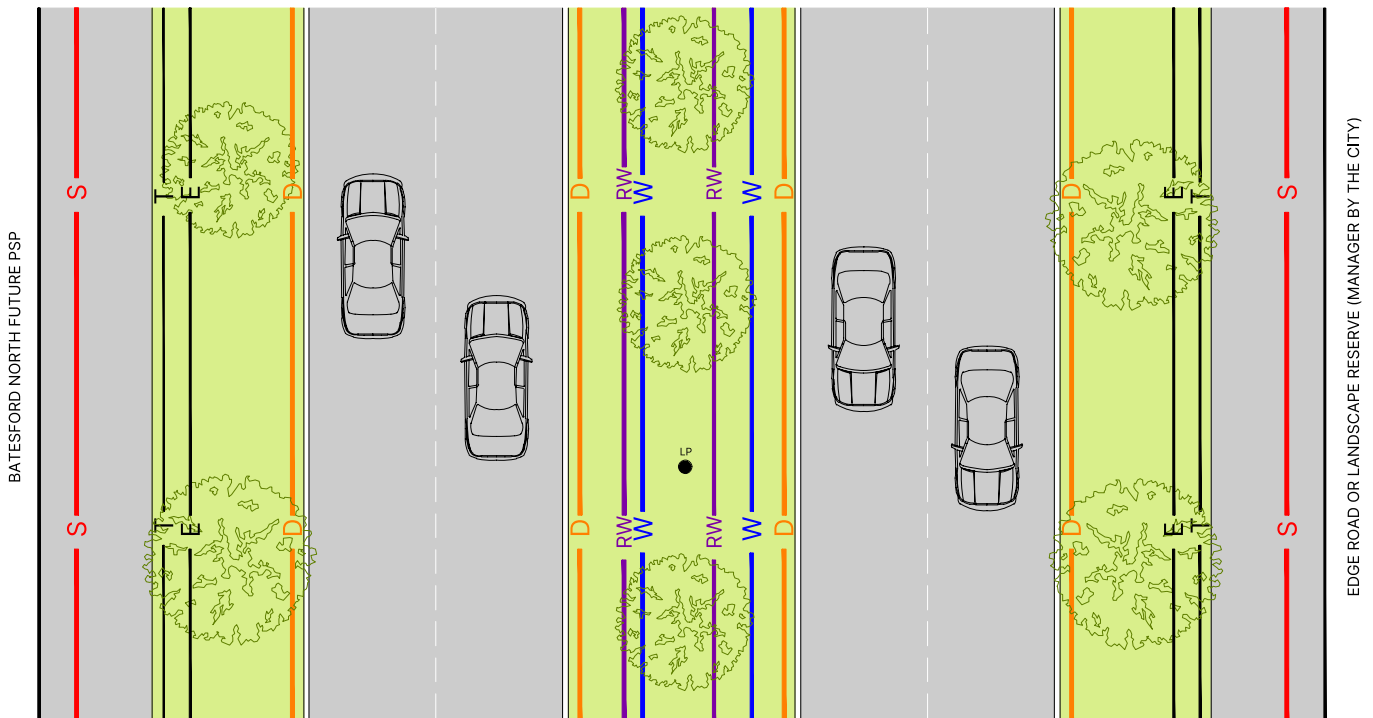 BATESFORD NORTH FUTURE PSP
S
T
E
D
D
RW
W
RW
W
D
D
E
T
S
LP
S
T
E
D
D
RW
W
RW
W
D
D
E
T
S
EDGE ROAD OR LANDSCAPE RESERVE (MANAGER BY THE CITY)